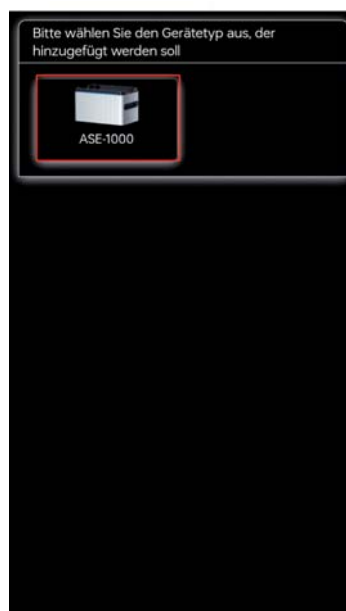 Bitte wählen Sie den Gerätetyp aus, der
hinzugefügt werden soll
ASE-1000